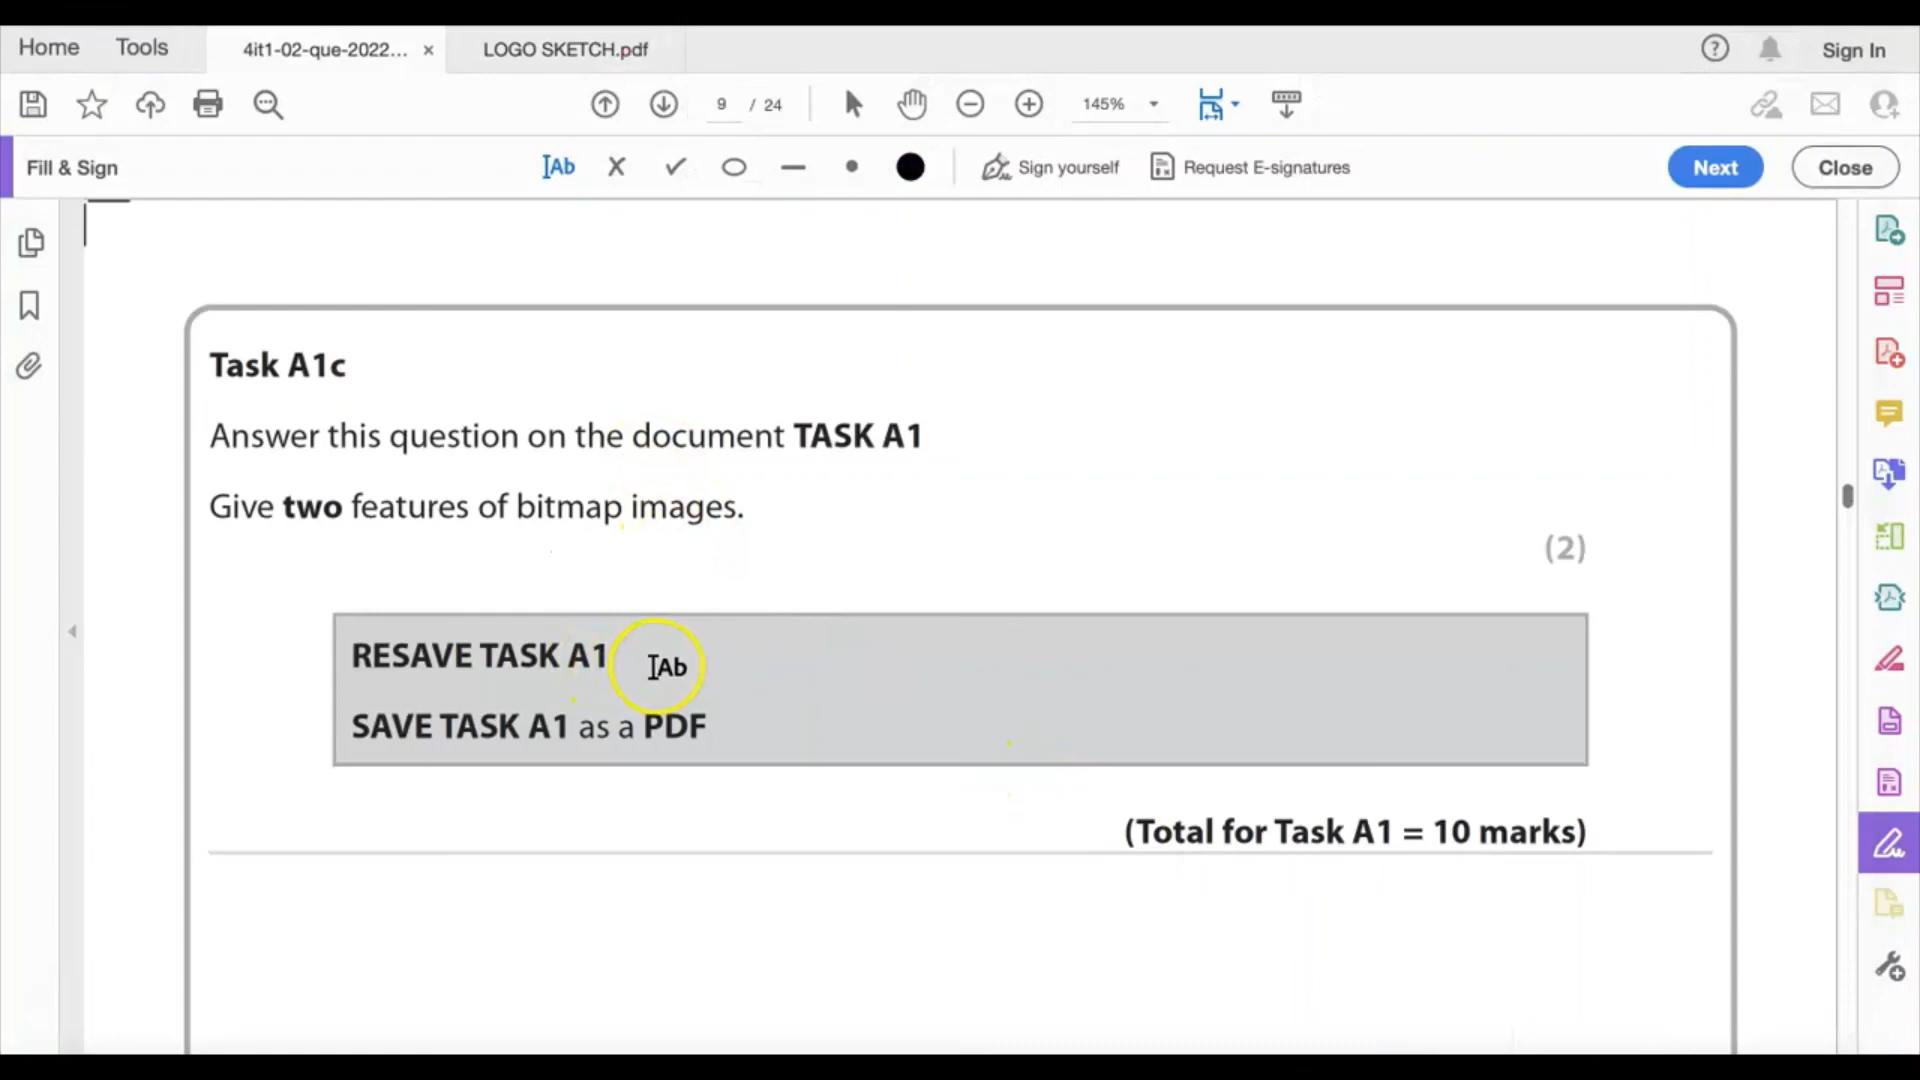 Home Tools 4it1-02-que-2022... × LOGO SKETCH.pdf Sign In
9 / 24 145%
Fill & Sign Ab Sign yourself Request E-signatures Next Close
Task A1c
Answer this question on the document TASK A1
Give two features of bitmap images.
(2)
RESAVE TASK A1 Ab
SAVE TASK A1 as a PDF
(Total for Task A1 = 10 marks)